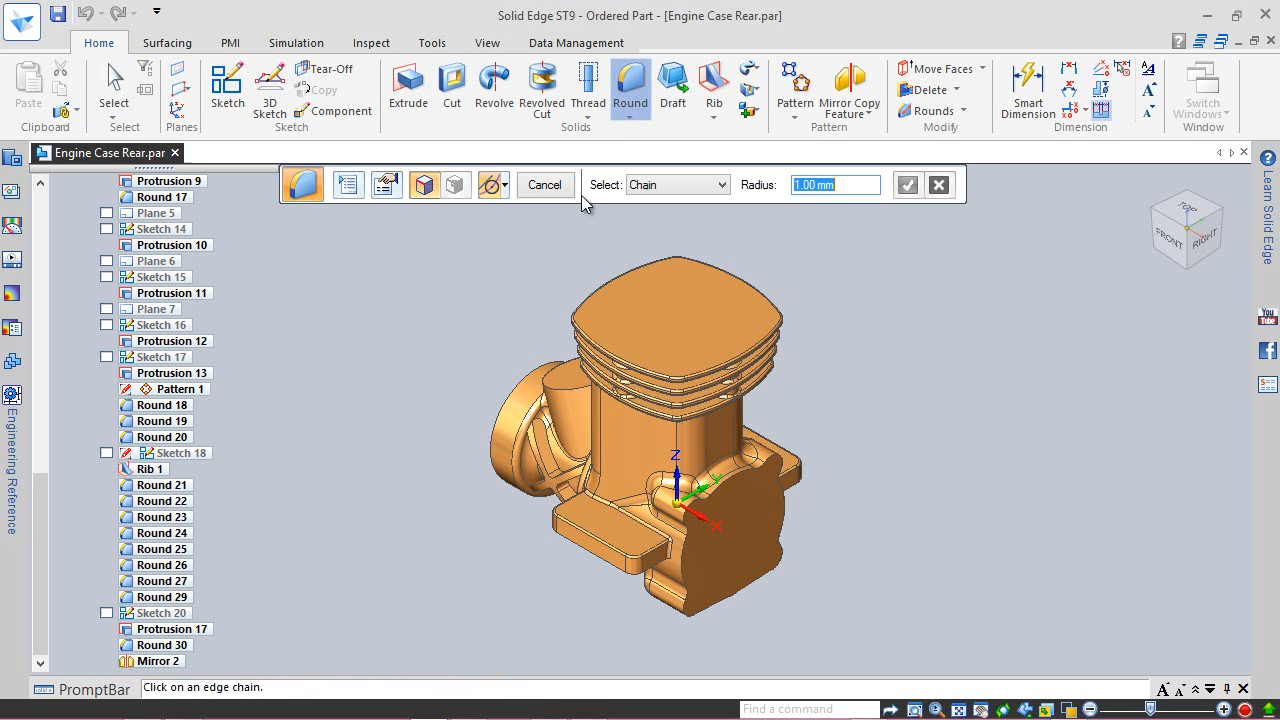 Solid Edge ST9 - Ordered Part - [Engine Case Rear.par]
Home Surfacing PMI Simulation Inspect Tools View Data Management
Paste
Clipboard
Select
Select
Planes
Sketch
3D Sketch
Tear-Off
Copy
Component
Sketch
Extrude
Cut
Revolve
Revolved Cut
Thread
Round
Draft
Rib
Solids
Pattern
Mirror Copy Feature
Pattern
Move Faces
Delete
Rounds
Modify
Smart Dimension
Dimension
Switch Windows
Window
Engine Case Rear.par
Cancel Select: Chain Radius: 1.00 mm
Protrusion 9
Round 17
Plane 5
Sketch 14
Protrusion 10
Plane 6
Sketch 15
Protrusion 11
Plane 7
Sketch 16
Protrusion 12
Sketch 17
Protrusion 13
Pattern 1
Round 18
Round 19
Round 20
Sketch 18
Rib 1
Round 21
Round 22
Round 23
Round 24
Round 25
Round 26
Round 27
Round 29
Sketch 20
Protrusion 17
Round 30
Mirror 2
Engineering Reference
TOP
FRONT
RIGHT
Z
Y
X
Learn Solid Edge
You Tube
PromptBar
Click on an edge chain.
Find a command